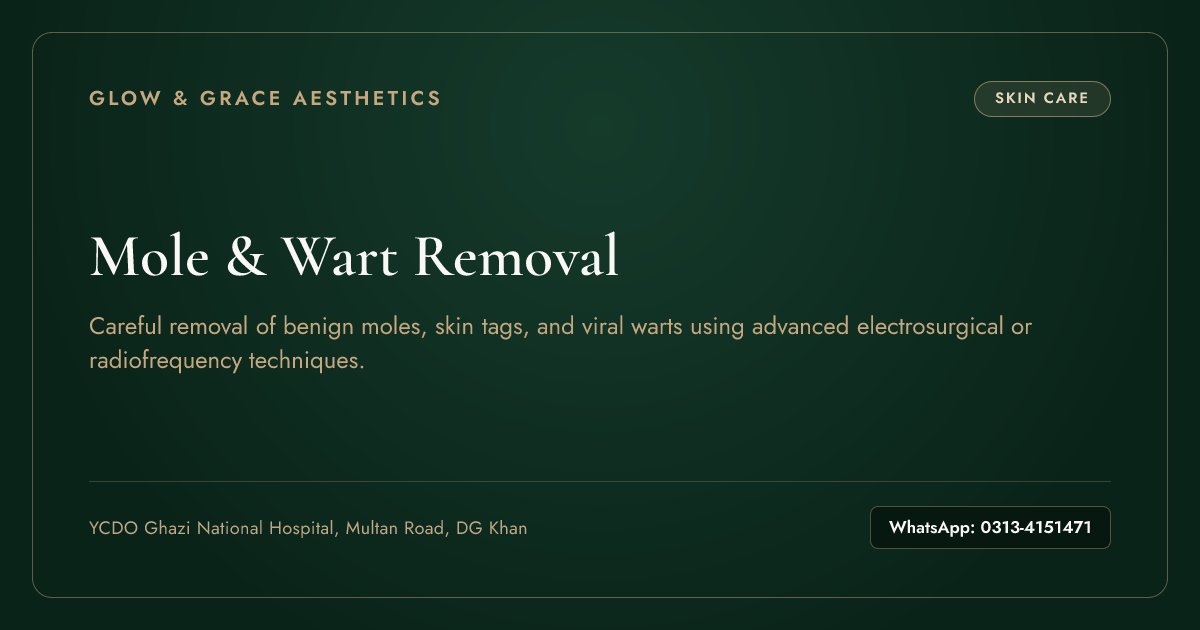 GLOW & GRACE AESTHETICS
SKIN CARE
Mole & Wart Removal
Careful removal of benign moles, skin tags, and viral warts using advanced electrosurgical or
radiofrequency techniques.
YCDO Ghazi National Hospital, Multan Road, DG Khan
WhatsApp: 0313-4151471